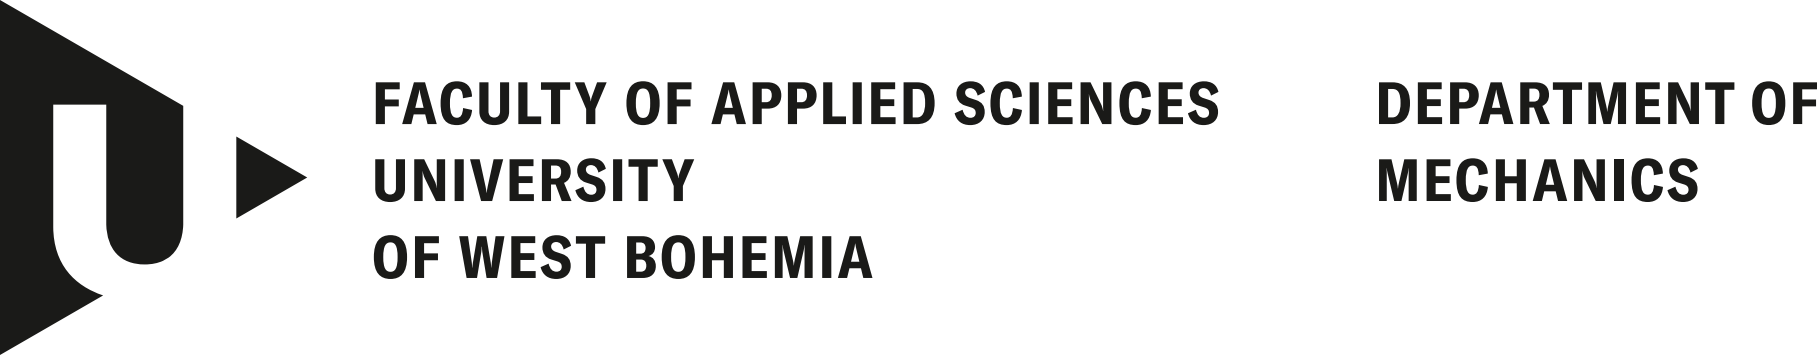 FACULTY OF APPLIED SCIENCES
UNIVERSITY
OF WEST BOHEMIA
DEPARTMENT OF
MECHANICS